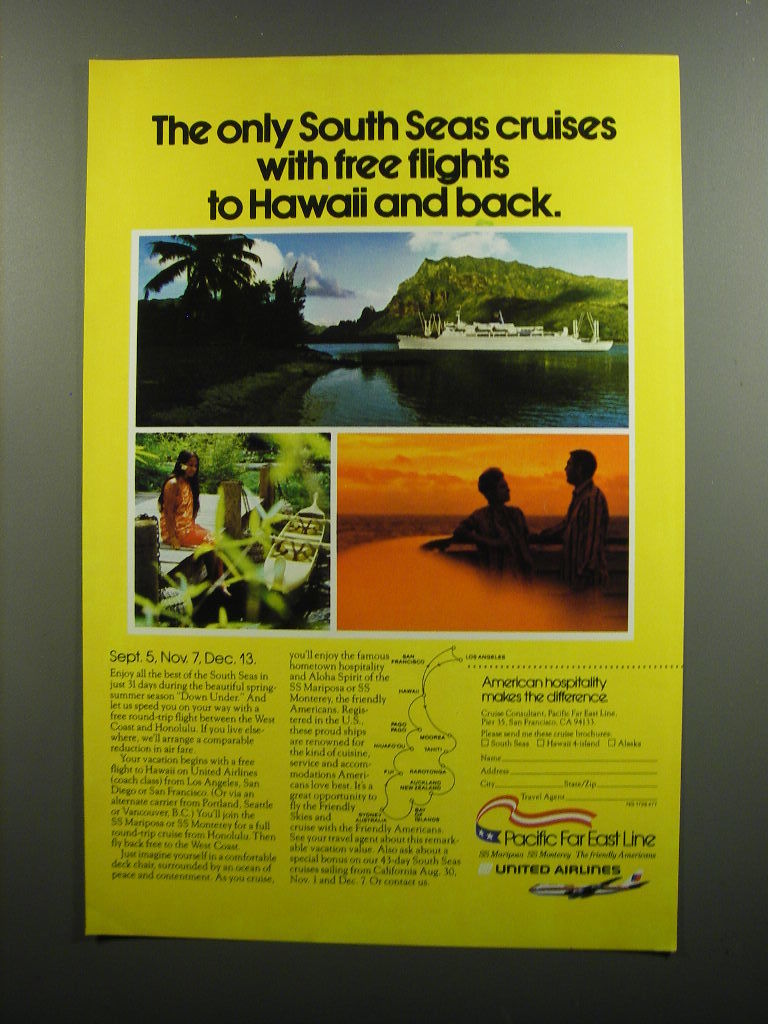 The only South Seas cruises
with free flights
to Hawaii and back.
Sept. 5, Nov. 7, Dec. 13.
Enjoy all the best of the South Seas in
just 31 days during the beautiful spring-
summer season "Down Under." And
let us speed you on your way with a
free round-trip flight between the West
Coast and Honolulu. If you live else-
where, we'll arrange a comparable
reduction in air fare.
Your vacation begins with a free
flight to Hawaii on United Airlines
(coach class) from Los Angeles, San
Diego or San Francisco. (Or via an
alternate carrier from Portland, Seattle
or Vancouver, B.C.) You'll join the
SS Mariposa or SS Monterey for a full
round-trip cruise from Honolulu. Then
fly back free to the West Coast.
Just imagine yourself in a comfortable
deck chair, surrounded by an ocean of
peace and contentment. As you cruise,
you'll enjoy the famous
hometown hospitality
and Aloha Spirit of the
SS Mariposa or SS
Monterey, the friendly
Americans. Regis-
tered in the U.S.,
these proud ships
are renowned for
the kind of cuisine,
service and accom-
modations Ameri-
cans love best. It's a
great opportunity to
fly the Friendly
Skies and
cruise with the Friendly Americans.
See your travel agent about this remark-
able vacation value. Also ask about a
special bonus on our 43-day South Seas
cruises sailing from California Aug. 30,
Nov. 1 and Dec. 7. Or contact us.
SAN FRANCISCO
LOS ANGELES
HAWAII
PAGO PAGO
MOOREA
TAHITI
FIJI
RAROTONGA
AUCKLAND
NEW ZEALAND
BAY OF ISLANDS
SYDNEY
AUSTRALIA
American hospitality
makes the difference
Cruise Consultant, Pacific Far East Line,
Pier 35, San Francisco, CA 94133.
Please send me these cruise brochures:
South Seas Hawaii 4-island Alaska
Name
Address
City State/Zip
Travel Agent
Pacific Far East Line
SS Mariposa SS Monterey The friendly Americans
UNITED AIRLINES